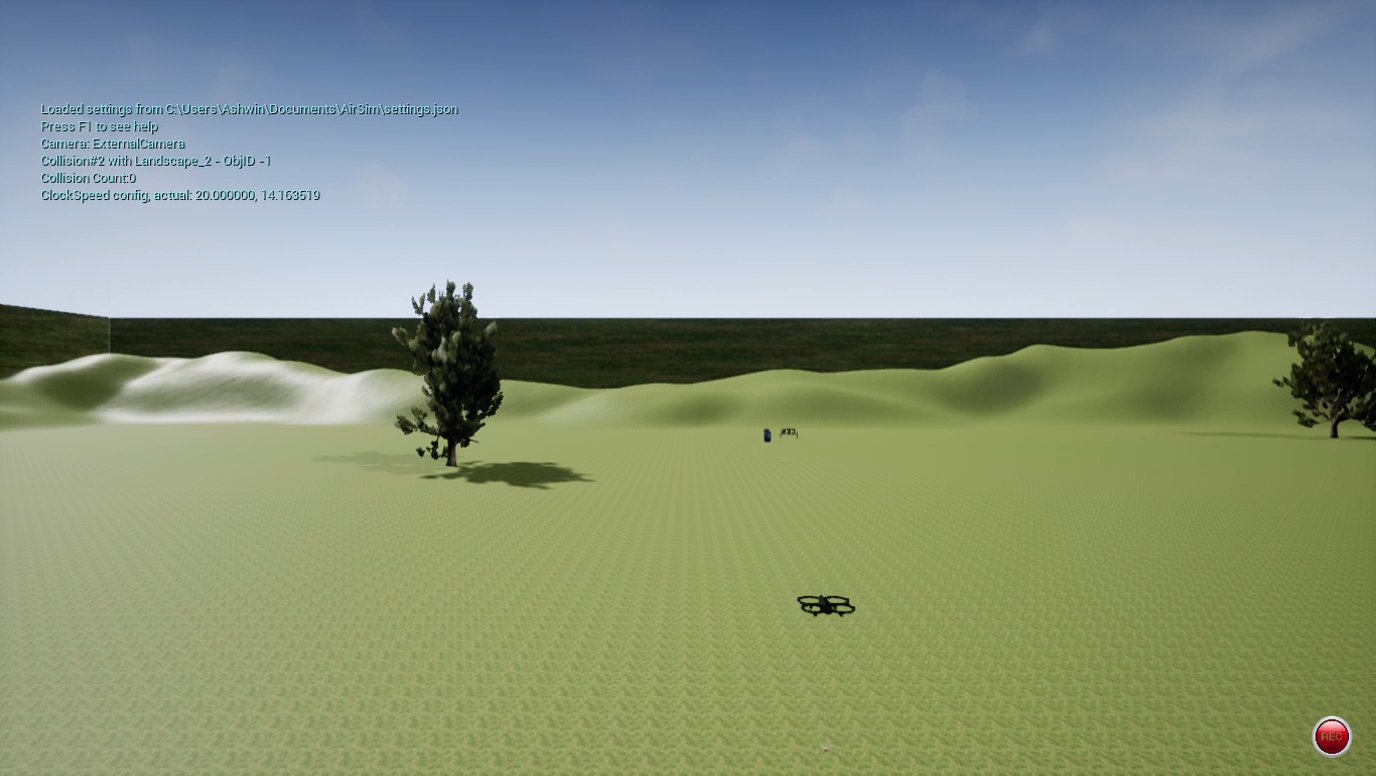 Loaded settings from C:\Users\Ashwin\Documents\AirSim\settings.json
Press F1 to see help
Camera: ExternalCamera
Collision#2 with Landscape_2 - ObjID -1
Collision Count:0
ClockSpeed config, actual: 20.000000, 14.163519
REC